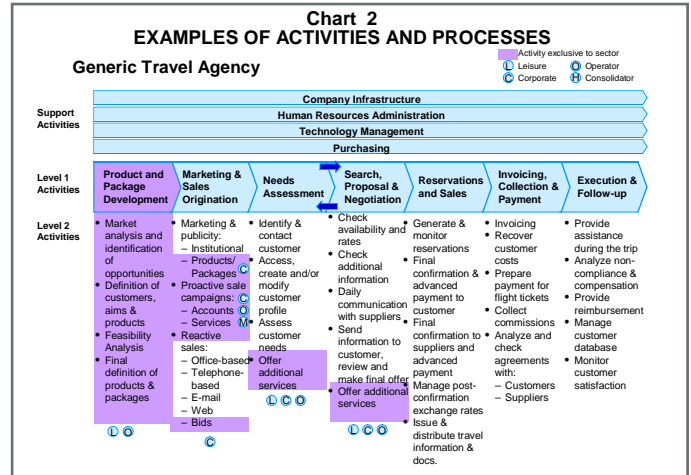 Chart 2
EXAMPLES OF ACTIVITIES AND PROCESSES
Generic Travel Agency
Activity exclusive to sector
L Leisure O Operator
C Corporate H Consolidator
Support
Activities
Company Infrastructure
Human Resources Administration
Technology Management
Purchasing
Level 1
Activities
Product and
Package
Development
Marketing &
Sales
Origination
Needs
Assessment
Search,
Proposal &
Negotiation
Reservations
and Sales
Invoicing,
Collection &
Payment
Execution &
Follow-up
Level 2
Activities
• Market
analysis and
identification
of
opportunities
• Definition of
customers,
aims &
products
• Feasibility
Analysis
• Final
definition of
products &
packages
L O
• Marketing &
publicity:
– Institutional
– Products/
Packages C
• Proactive sale
campaigns: C
– Accounts O
– Services M
• Reactive
sales:
– Office-based
– Telephone-
based
– E-mail
– Web
– Bids
C
• Identify &
contact
customer
• Access,
create and/or
modify
customer
profile
• Assess
customer
needs
• Offer
additional
services
L C O
• Check
availability and
rates
• Check
additional
information
• Daily
communication
with suppliers
• Send
information to
customer,
review and
make final offer
• Offer additional
services
L C O
• Generate &
monitor
reservations
• Final
confirmation &
advanced
payment to
customer
• Final
confirmation to
suppliers and
advanced
payment
• Manage post-
confirmation
exchange rates
• Issue &
distribute travel
information &
docs.
• Invoicing
• Recover
customer
costs
• Prepare
payment for
flight tickets
• Collect
commissions
• Analyze and
check
agreements
with:
– Customers
– Suppliers
• Provide
assistance
during the trip
• Analyze non-
compliance &
compensation
• Provide
reimbursement
• Manage
customer
database
• Monitor
customer
satisfaction